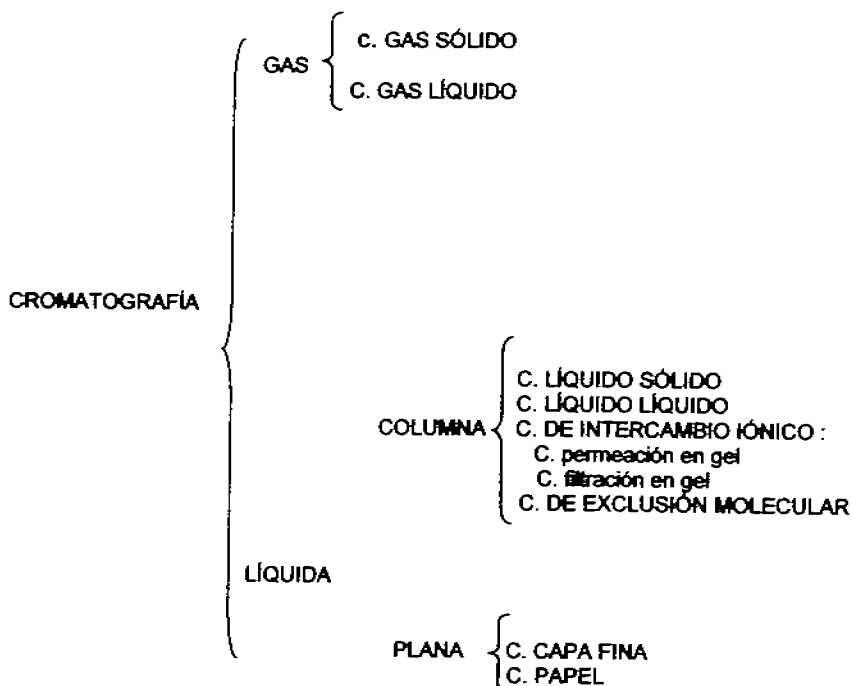 C. GAS SÓLIDO
GAS
C. GAS LÍQUIDO
CROMATOGRAFÍA
C. LÍQUIDO SÓLIDO
C. LÍQUIDO LÍQUIDO
COLUMNA
C. DE INTERCAMBIO IÓNICO :
C. permeación en gel
C. filtración en gel
C. DE EXCLUSIÓN MOLECULAR
LÍQUIDA
PLANA
C. CAPA FINA
C. PAPEL